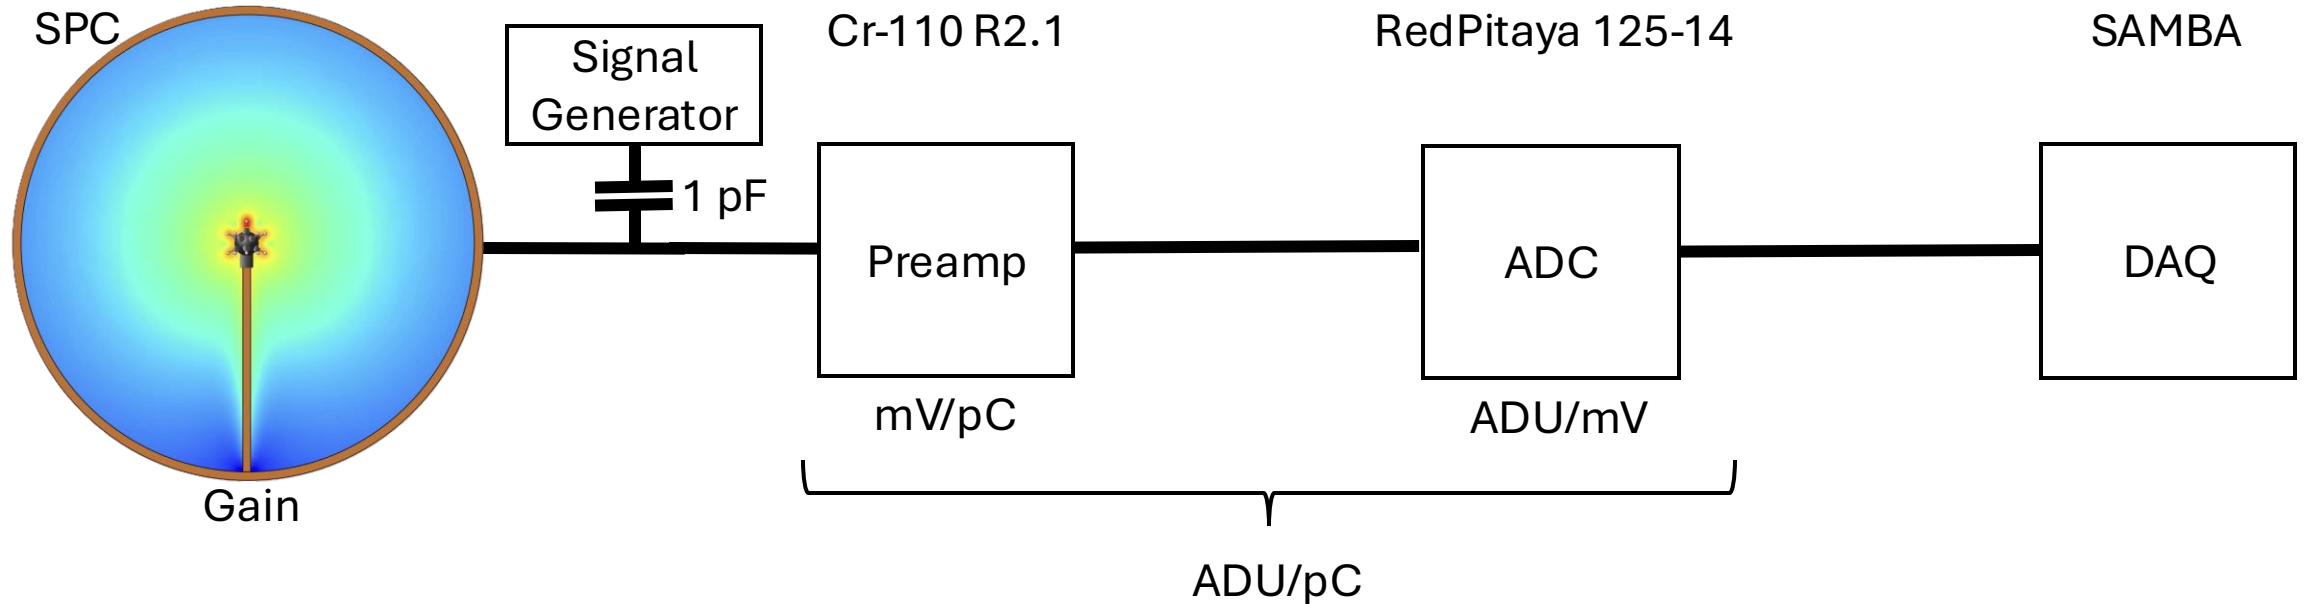 SPC
Signal
Generator
Cr-110 R2.1
RedPitaya 125-14
SAMBA
1 pF
Preamp
ADC
DAQ
mV/pC
ADU/mV
Gain
ADU/pC